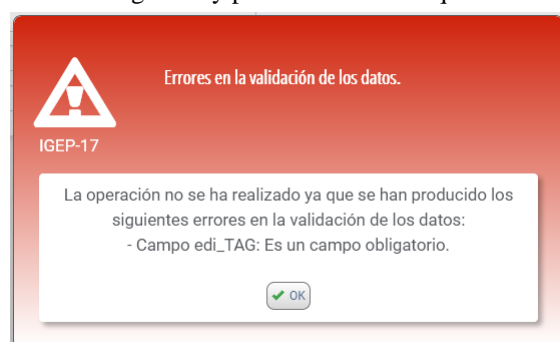 Errores en la validación de los datos.
IGEP-17
La operación no se ha realizado ya que se han producido los
siguientes errores en la validación de los datos:
- Campo edi_TAG: Es un campo obligatorio.
OK